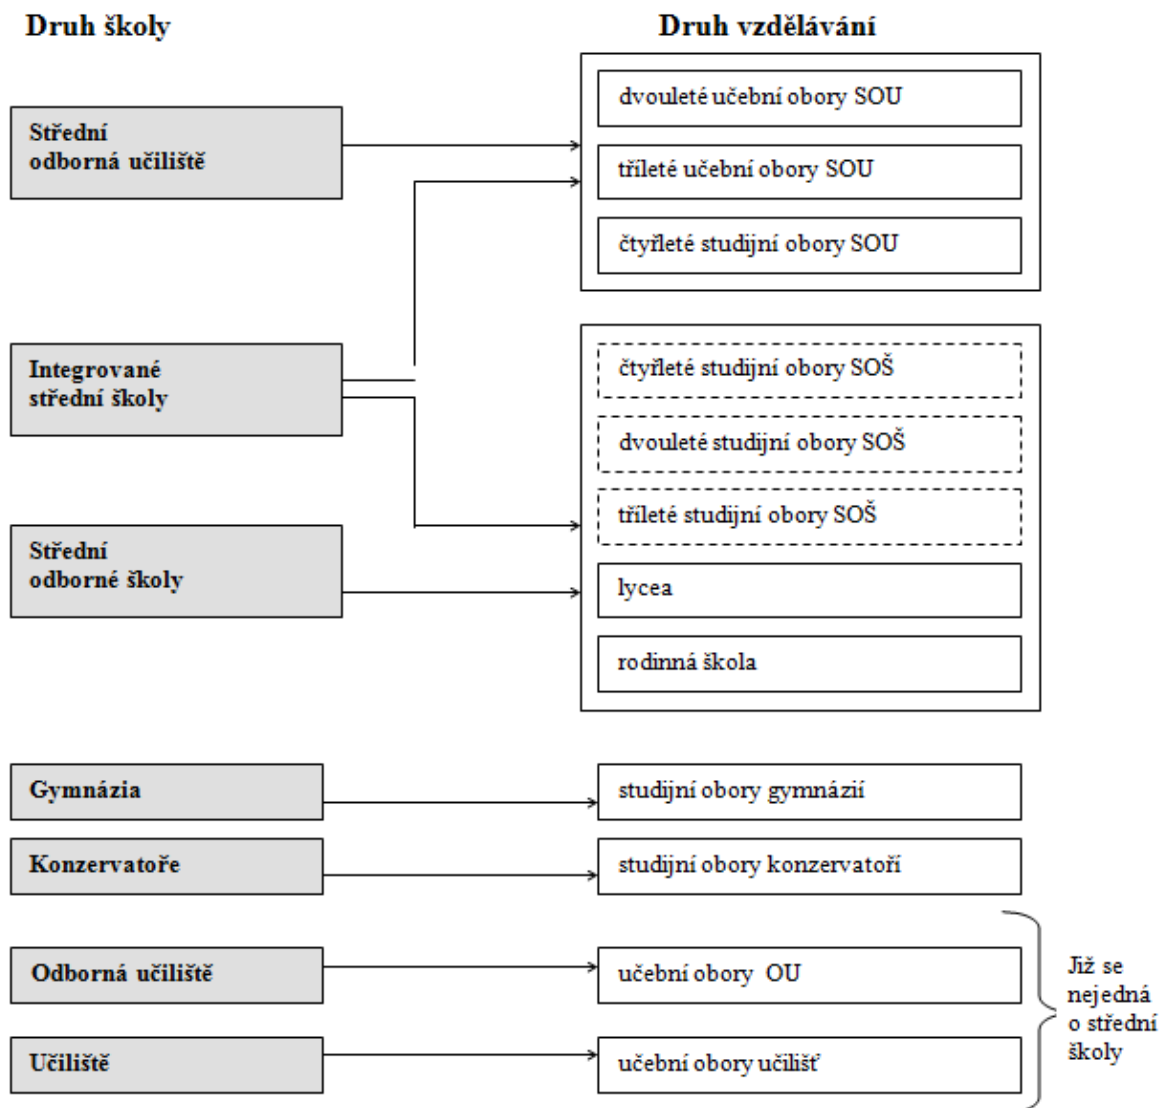 Druh školy
Druh vzdělávání
Střední
odborná učiliště
dvouleté učební obory SOU
tříleté učební obory SOU
čtyřleté studijní obory SOU
Integrované
střední školy
čtyřleté studijní obory SOŠ
dvouleté studijní obory SOŠ
tříleté studijní obory SOŠ
Střední
odborné školy
lycea
rodinná škola
Gymnázia
studijní obory gymnázií
Konzervatoře
studijní obory konzervatoří
Odborná učiliště
učební obory OU
Učiliště
učební obory učilišť
Již se
nejedná
o střední
školy